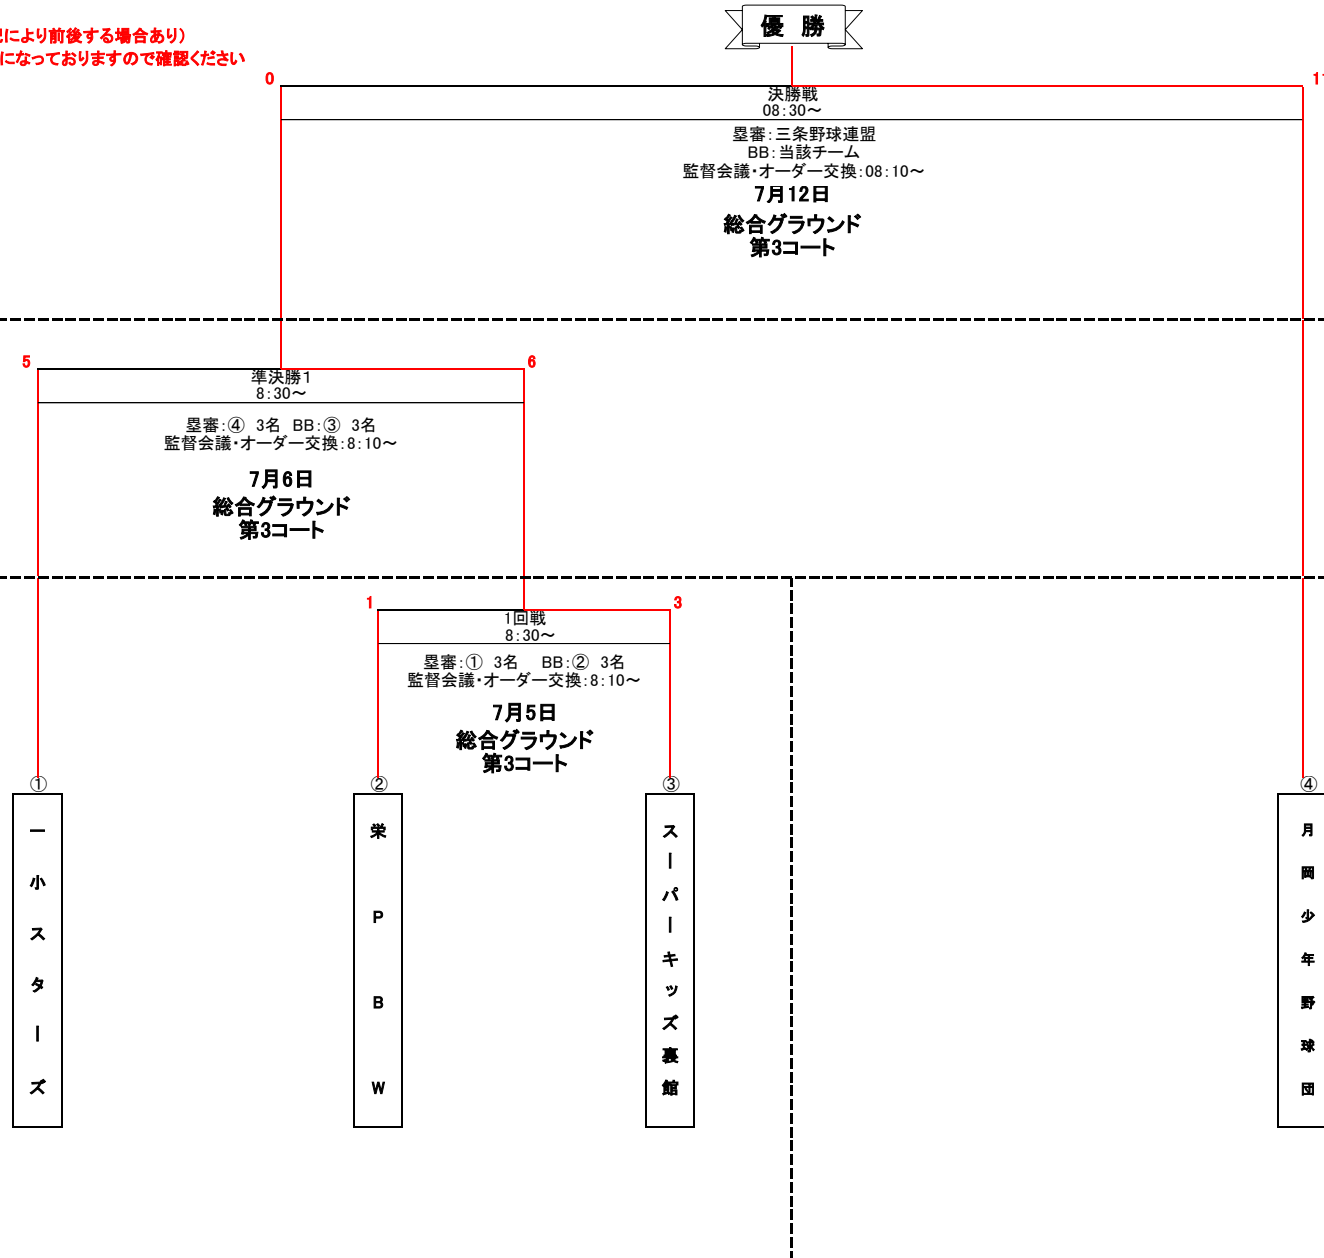 優 勝
により前後する場合あり）
になっておりますので確認ください
0
11
決勝戦
08:30～
塁審:三条野球連盟
BB:当該チーム
監督会議・オーダー交換:08:10～
7月12日
総合グラウンド
第3コート
5
6
準決勝1
8:30～
塁審:④ 3名 BB:③ 3名
監督会議・オーダー交換:8:10～
7月6日
総合グラウンド
第3コート
1
3
1回戦
8:30～
塁審:① 3名 BB:② 3名
監督会議・オーダー交換:8:10～
7月5日
総合グラウンド
第3コート
①
②
③
④
一小スターズ
栄PBW
スーパーキッズ裏館
月岡少年野球団